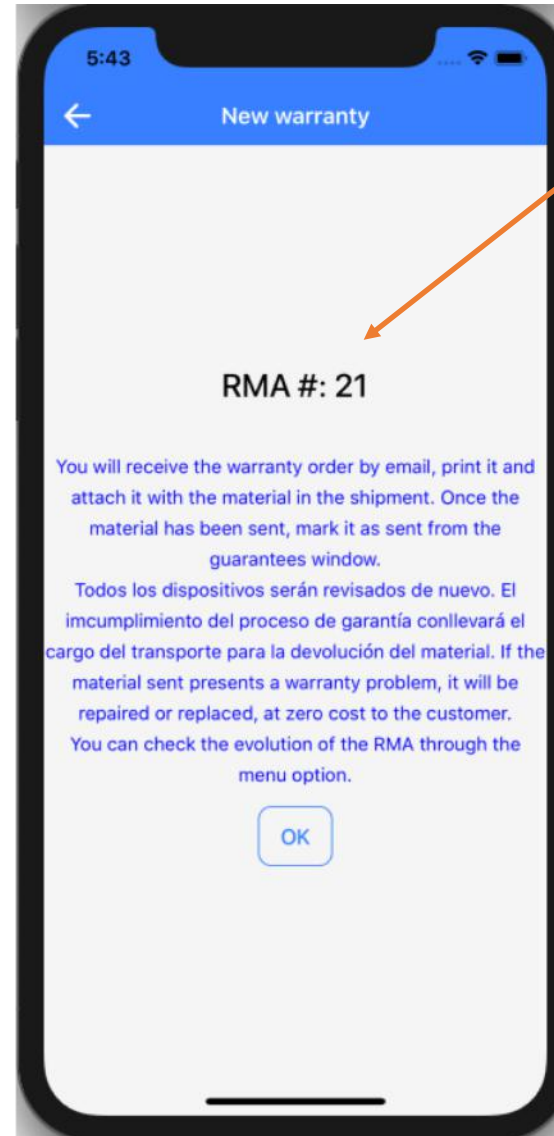 5:43
New warranty
RMA #: 21
You will receive the warranty order by email, print it and
attach it with the material in the shipment. Once the
material has been sent, mark it as sent from the
guarantees window.
Todos los dispositivos serán revisados de nuevo. El
imcumplimiento del proceso de garantía conllevará el
cargo del transporte para la devolución del material. If the
material sent presents a warranty problem, it will be
repaired or replaced, at zero cost to the customer.
You can check the evolution of the RMA through the
menu option.
OK